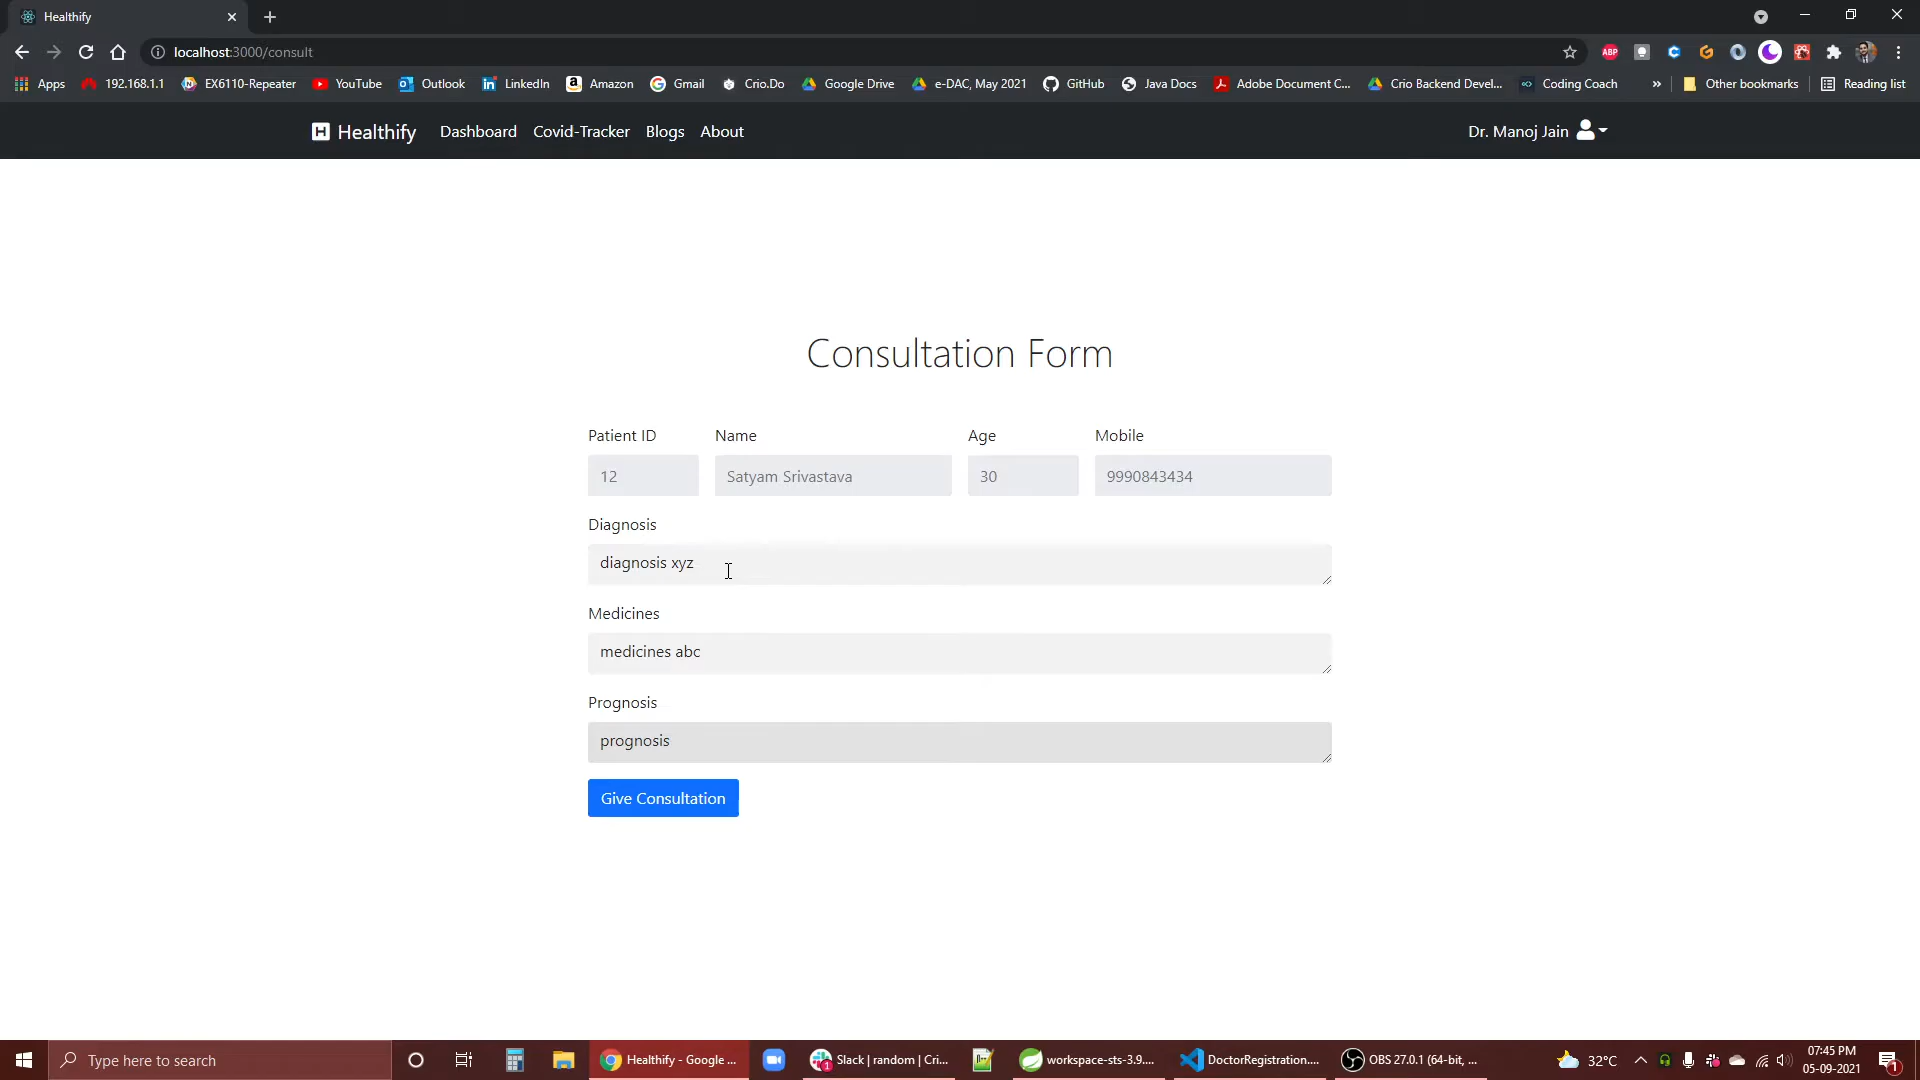 Healthify
localhost:3000/consult
ABP
Apps 192.168.1.1 EX6110-Repeater YouTube Outlook LinkedIn Amazon Gmail Crio.Do Google Drive e-DAC, May 2021 GitHub Java Docs Adobe Document C... Crio Backend Devel... Coding Coach » Other bookmarks Reading list
H Healthify Dashboard Covid-Tracker Blogs About Dr. Manoj Jain
Consultation Form
Patient ID Name Age Mobile
12 Satyam Srivastava 30 9990843434
Diagnosis
diagnosis xyz
Medicines
medicines abc
Prognosis
prognosis
Give Consultation
Type here to search Healthify - Google ... Slack | random | Cri... workspace-sts-3.9.... DoctorRegistration.... OBS 27.0.1 (64-bit, ... 32°C 07:45 PM
05-09-2021 1